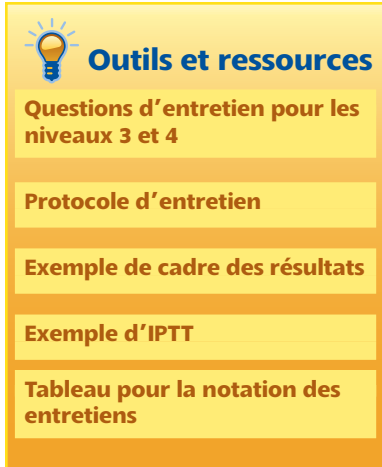 Outils et ressources
Questions d’entretien pour les
niveaux 3 et 4
Protocole d’entretien
Exemple de cadre des résultats
Exemple d’IPTT
Tableau pour la notation des
entretiens